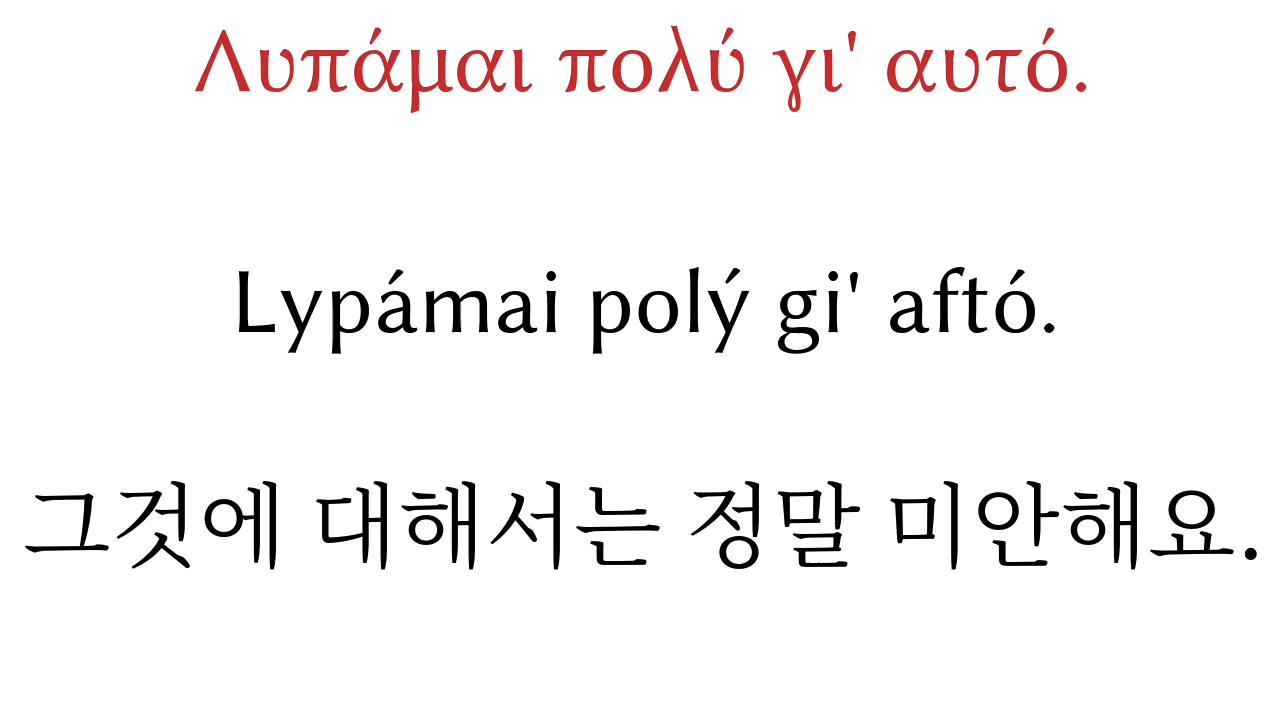 Λυπάμαι πολύ γι' αυτό.
Lypámai polý gi' aftó.
그것에 대해서는 정말 미안해요.